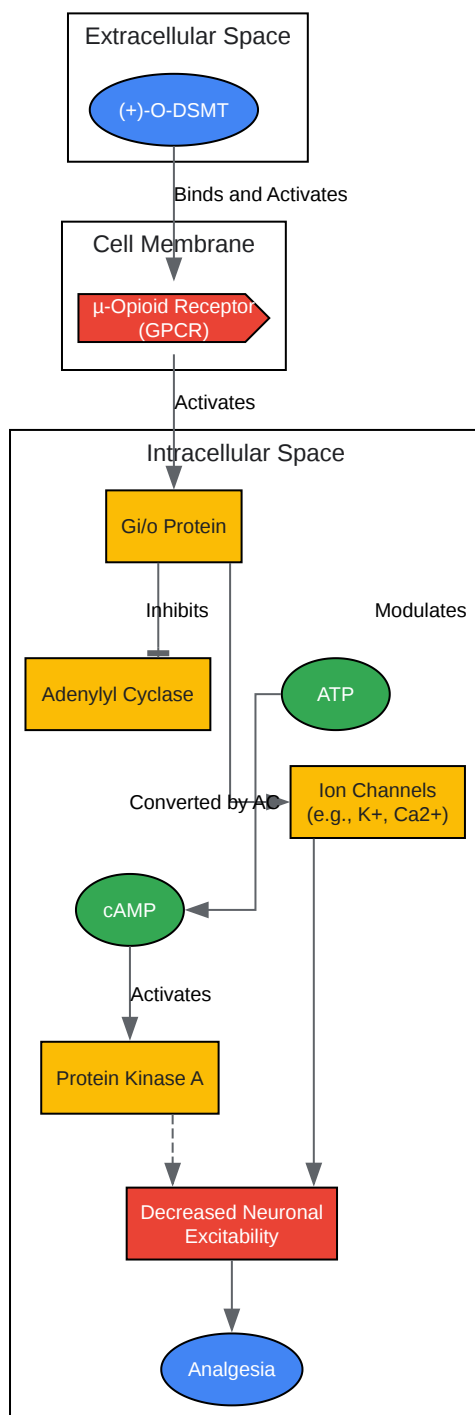 Extracellular Space
(+)-O-DSMT
Binds and Activates
Cell Membrane
µ-Opioid Receptor
(GPCR)
Activates
Intracellular Space
Gi/o Protein
Inhibits
Modulates
Adenylyl Cyclase
ATP
Ion Channels
(e.g., K+, Ca2+)
Converted by AC
cAMP
Activates
Protein Kinase A
Decreased Neuronal
Excitability
Analgesia